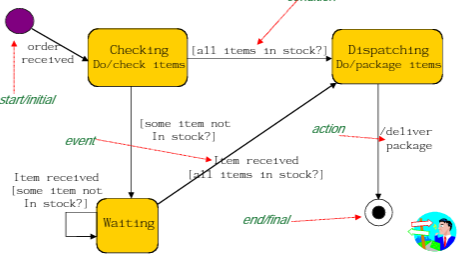 condition
order
received
Checking
Do/check items
[all items in stock?]
Dispatching
Do/package items
start/initial
[some item not
In stock?]
event
action
/deliver
package
Item received
[all items in stock?]
Item received
[some item not
In stock?]
Waiting
end/final